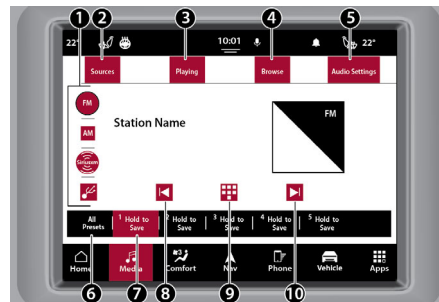 1 2 3 4 5
22° 10:01 22°
Sources Playing Browse Audio Settings
FM
AM
SiriusXM
Station Name
FM
All Presets
1 Hold to Save
2 Hold to Save
3 Hold to Save
4 Hold to Save
5 Hold to Save
Home Media Comfort Nav Phone Vehicle Apps
6 7 8 9 10